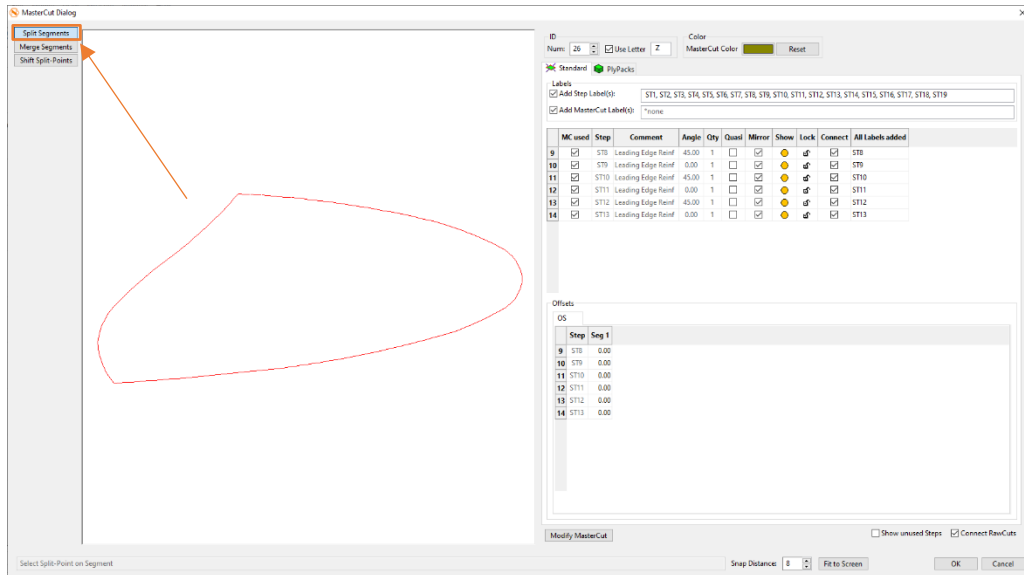 MasterCut Dialog
Split Segments
Merge Segments
Shift Split-Points
ID
Num: 26 Use Letter Z
Color
MasterCut Color Reset
Standard PlyPacks
Labels
Add Step Label(s): ST1, ST2, ST3, ST4, ST5, ST6, ST7, ST8, ST9, ST10, ST11, ST12, ST13, ST14, ST15, ST16, ST17, ST18, ST19
Add MasterCut Label(s): *none
MC used Step Comment Angle Qty Quasi Mirror Show Lock Connect All Labels added
9 ST8 Leading Edge Reinf 45.00 1 ST8
10 ST9 Leading Edge Reinf 0.00 1 ST9
11 ST10 Leading Edge Reinf 45.00 1 ST10
12 ST11 Leading Edge Reinf 0.00 1 ST11
13 ST12 Leading Edge Reinf 45.00 1 ST12
14 ST13 Leading Edge Reinf 0.00 1 ST13
Offsets
OS
Step Seg 1
9 ST8 0.00
10 ST9 0.00
11 ST10 0.00
12 ST11 0.00
13 ST12 0.00
14 ST13 0.00
Modify MasterCut
Show unused Steps Connect RawCuts
Select Split-Point on Segment
Snap Distance: 8 Fit to Screen OK Cancel